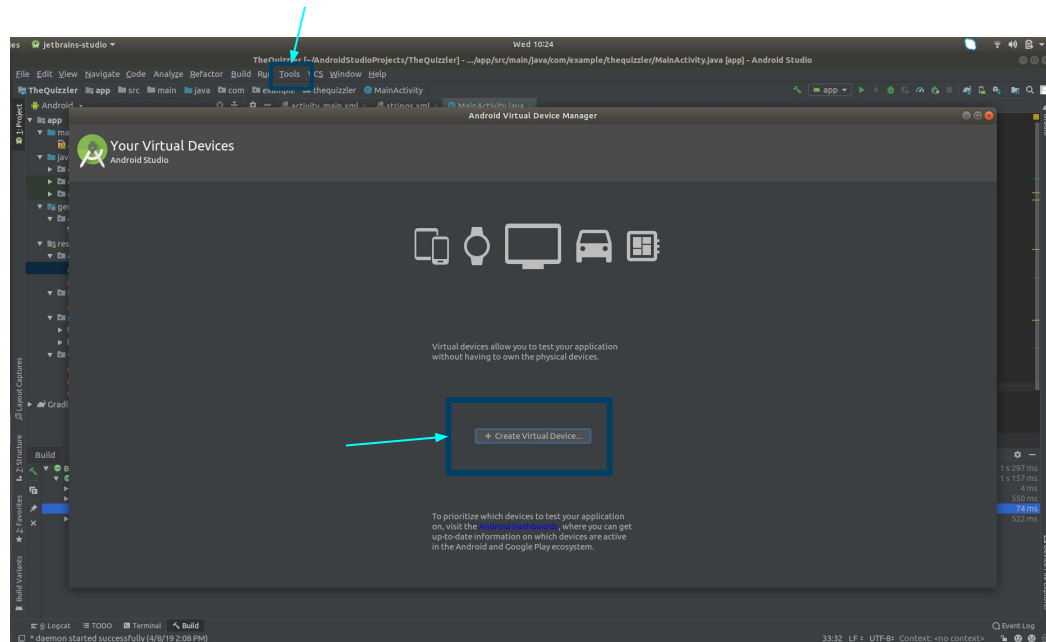 es jetbrains-studio Wed 10:24
TheQuizzler [~/AndroidStudioProjects/TheQuizzler] - .../app/src/main/java/com/example/thequizzler/MainActivity.java [app] - Android Studio
File Edit View Navigate Code Analyze Refactor Build Run Tools VCS Window Help
TheQuizzler app src main java com example thequizzler MainActivity app
Android activity_main.xml strings.xml MainActivity.java
Android Virtual Device Manager
1: Project
app
ma
jav
ger
res
Gradl
Your Virtual Devices
Android Studio
Virtual devices allow you to test your application
without having to own the physical devices.
+ Create Virtual Device...
To prioritize which devices to test your application
on, visit the Android Dashboards, where you can get
up-to-date information on which devices are active
in the Android and Google Play ecosystem.
Layout Captures
Z: Structure
2: Favorites
Build Variants
Build
B
1 s 297 ms
1 s 157 ms
4 ms
550 ms
74 ms
522 ms
6: Logcat TODO Terminal Build Event Log
* daemon started successfully (4/8/19 2:08 PM) 33:32 LF UTF-8 Context: <no context>